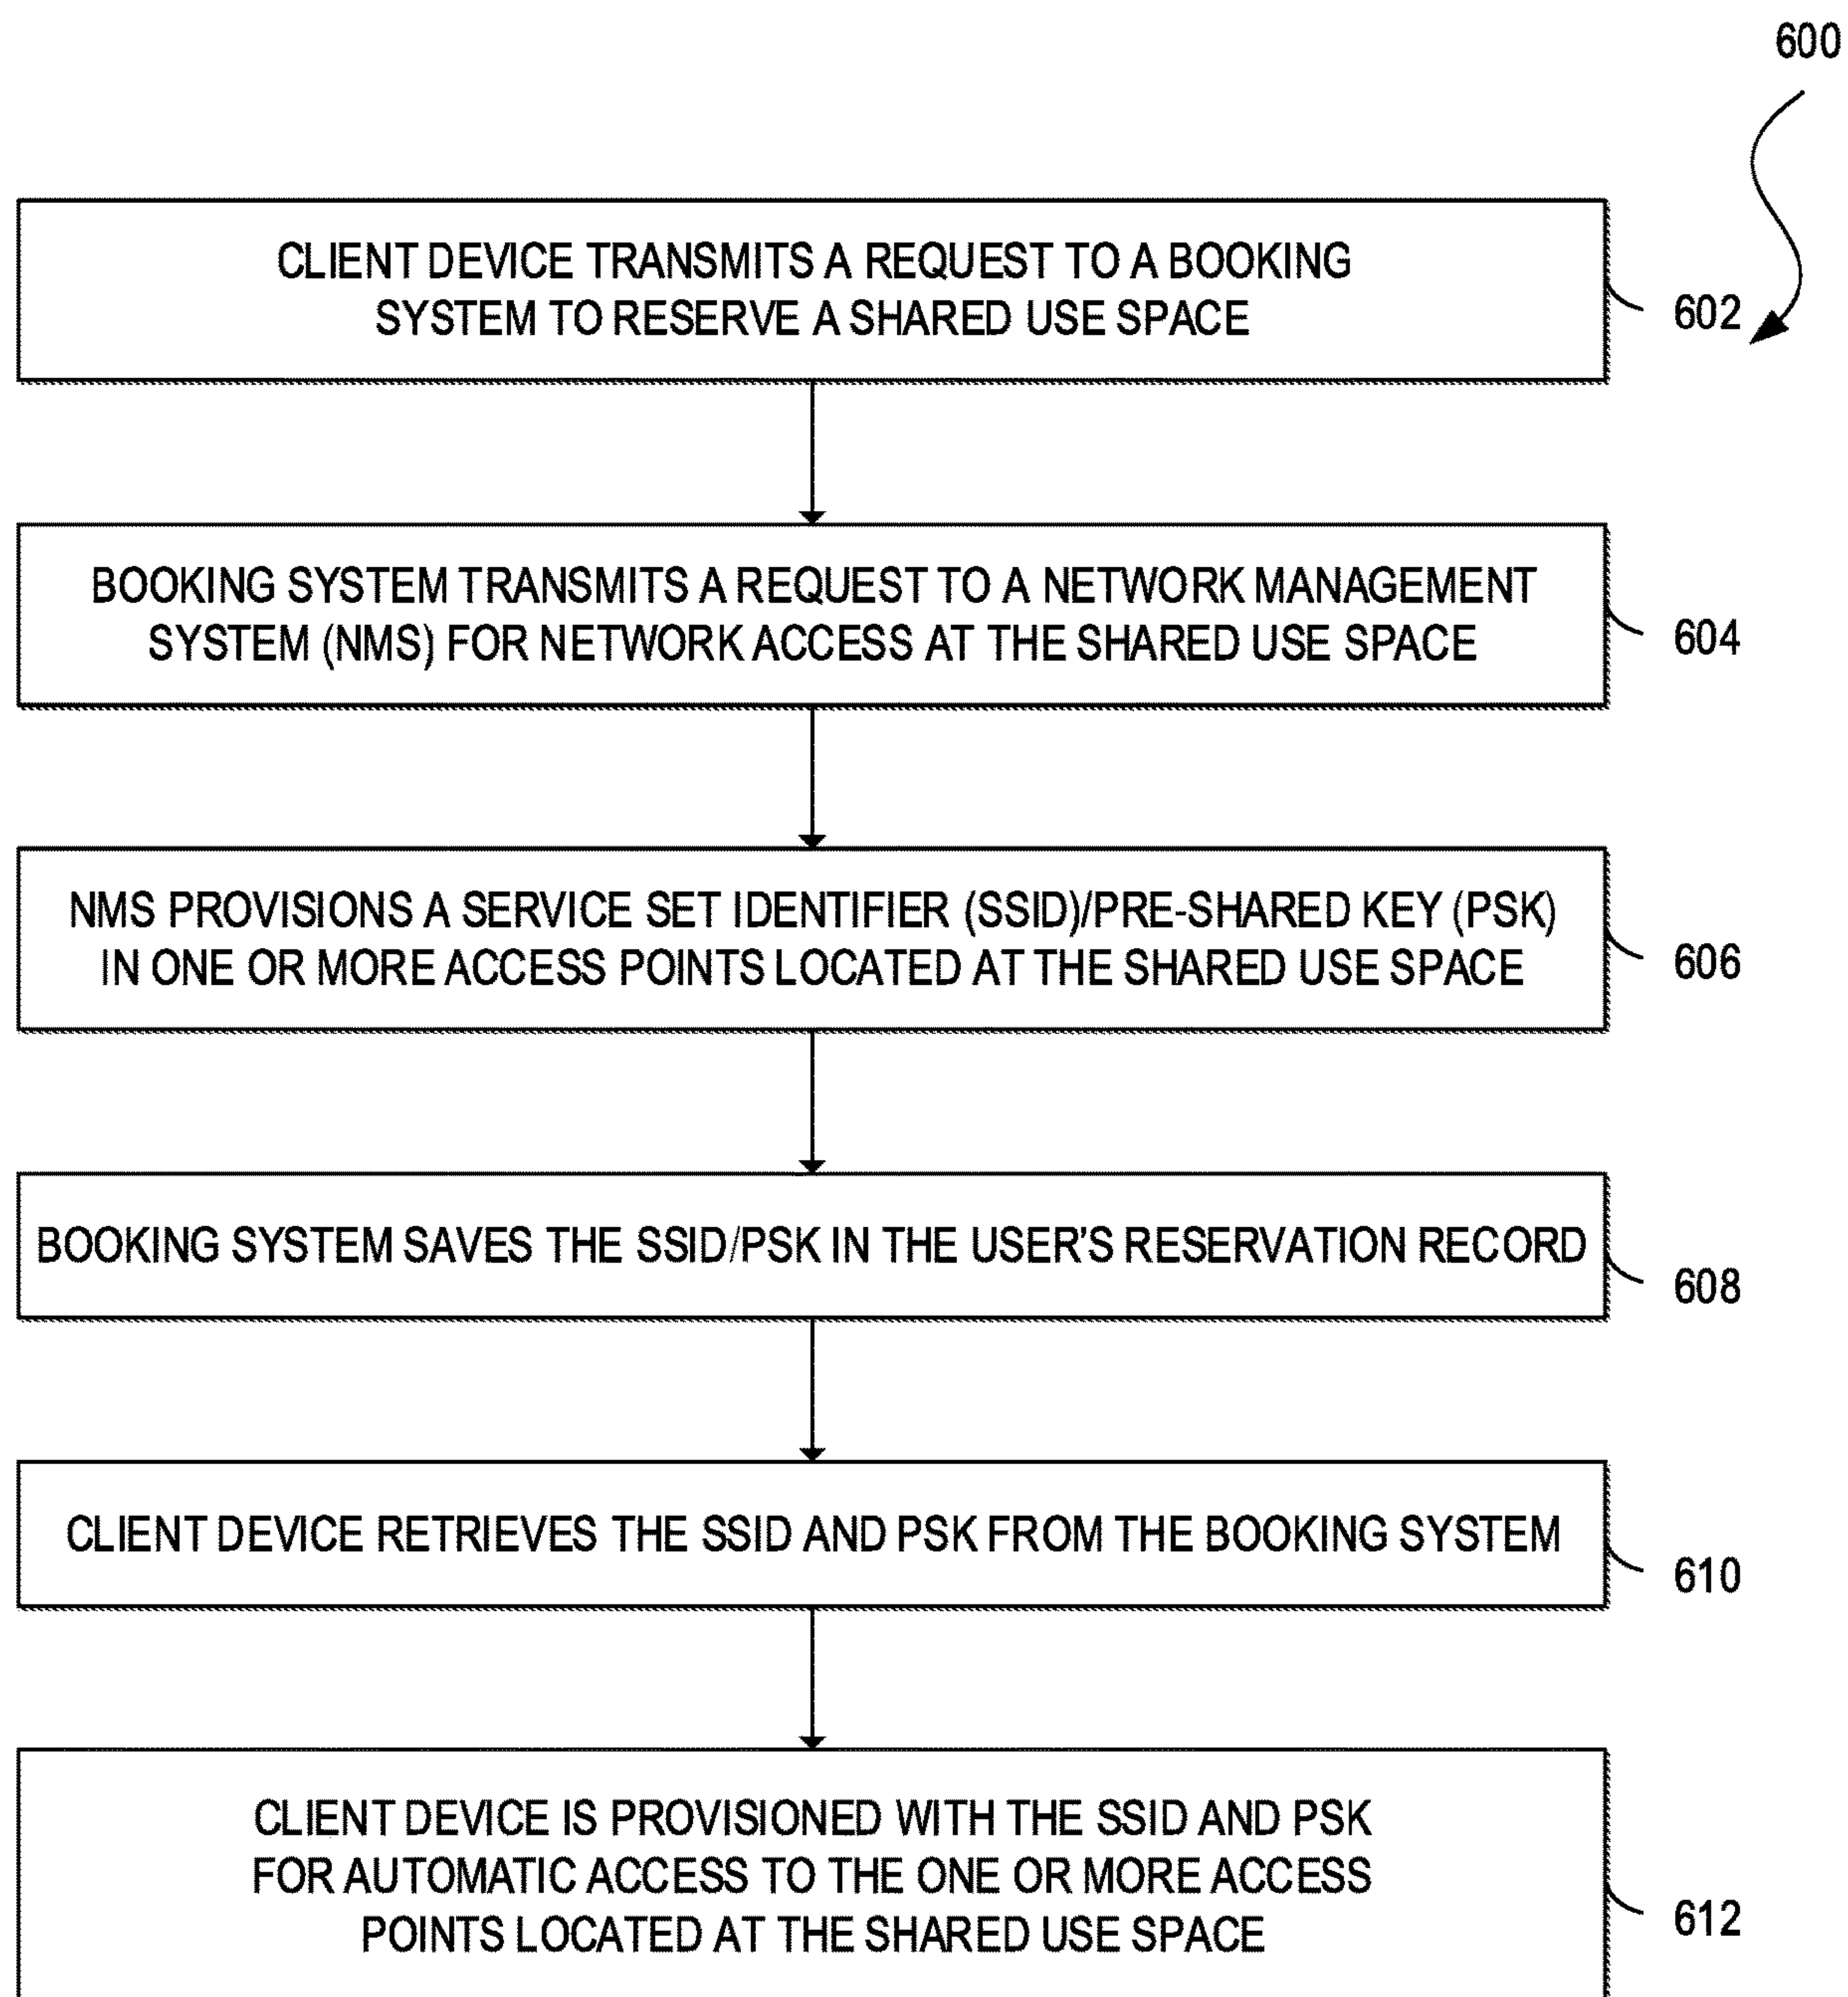 600
CLIENT DEVICE TRANSMITS A REQUEST TO A BOOKING
SYSTEM TO RESERVE A SHARED USE SPACE
602
BOOKING SYSTEM TRANSMITS A REQUEST TO A NETWORK MANAGEMENT
SYSTEM (NMS) FOR NETWORK ACCESS AT THE SHARED USE SPACE
604
NMS PROVISIONS A SERVICE SET IDENTIFIER (SSID)/PRE-SHARED KEY (PSK)
IN ONE OR MORE ACCESS POINTS LOCATED AT THE SHARED USE SPACE
606
BOOKING SYSTEM SAVES THE SSID/PSK IN THE USER'S RESERVATION RECORD
608
CLIENT DEVICE RETRIEVES THE SSID AND PSK FROM THE BOOKING SYSTEM
610
CLIENT DEVICE IS PROVISIONED WITH THE SSID AND PSK
FOR AUTOMATIC ACCESS TO THE ONE OR MORE ACCESS
POINTS LOCATED AT THE SHARED USE SPACE
612